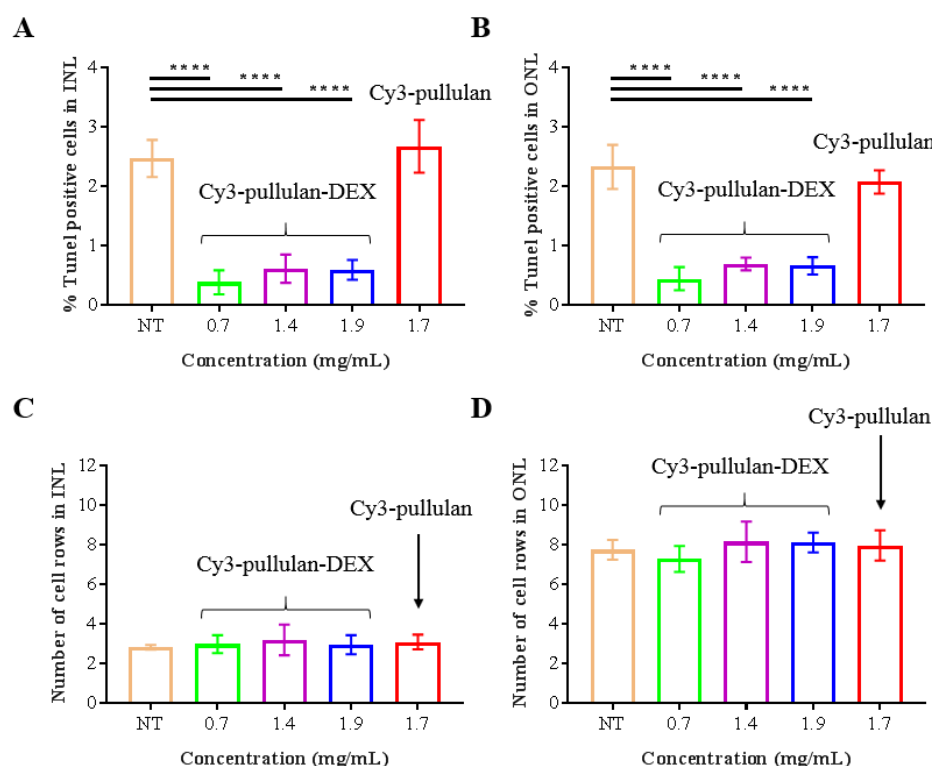 A
% Tunel positive cells in INL
4
3
2
1
0
****
****
****
Cy3-pullulan
Cy3-pullulan-DEX
NT 0.7 1.4 1.9 1.7
Concentration (mg/mL)
B
% Tunel positive cells in ONL
4
3
2
1
0
****
****
****
Cy3-pullulan
Cy3-pullulan-DEX
NT 0.7 1.4 1.9 1.7
Concentration (mg/mL)
C
Number of cell rows in INL
12
10
8
6
4
2
0
Cy3-pullulan
Cy3-pullulan-DEX
NT 0.7 1.4 1.9 1.7
Concentration (mg/mL)
D
Number of cell rows in ONL
12
10
8
6
4
2
0
Cy3-pullulan
Cy3-pullulan-DEX
NT 0.7 1.4 1.9 1.7
Concentration (mg/mL)